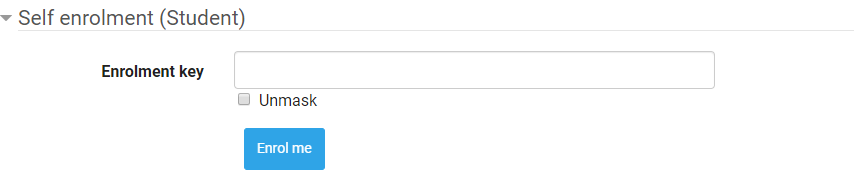 Self enrolment (Student)
Enrolment key
Unmask
Enrol me